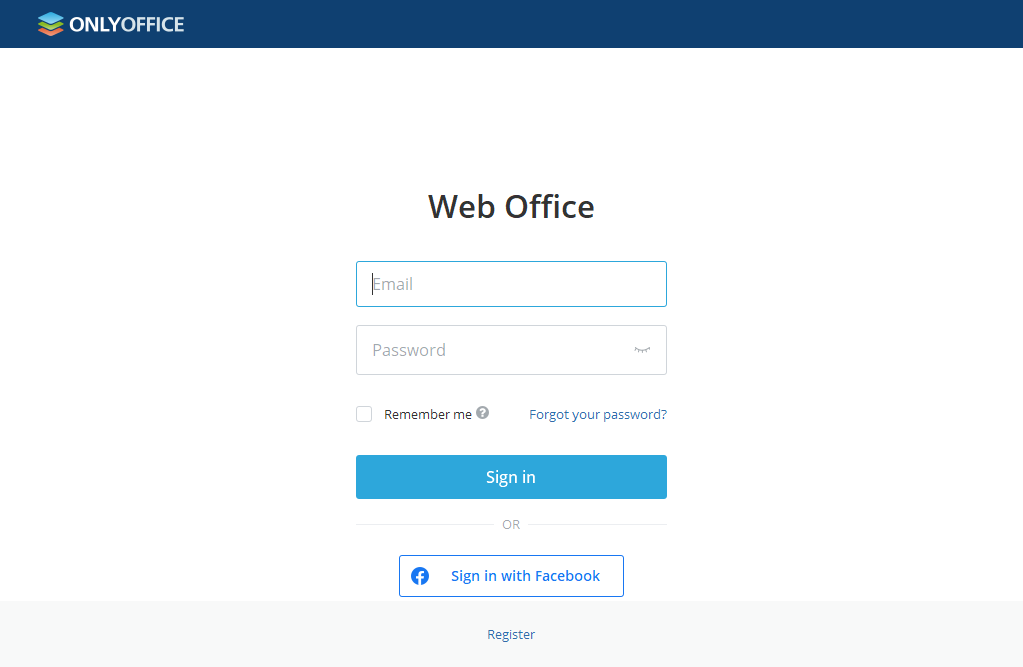 ONLYOFFICE
Web Office
Email
Password
Remember me ?
Forgot your password?
Sign in
OR
Sign in with Facebook
Register